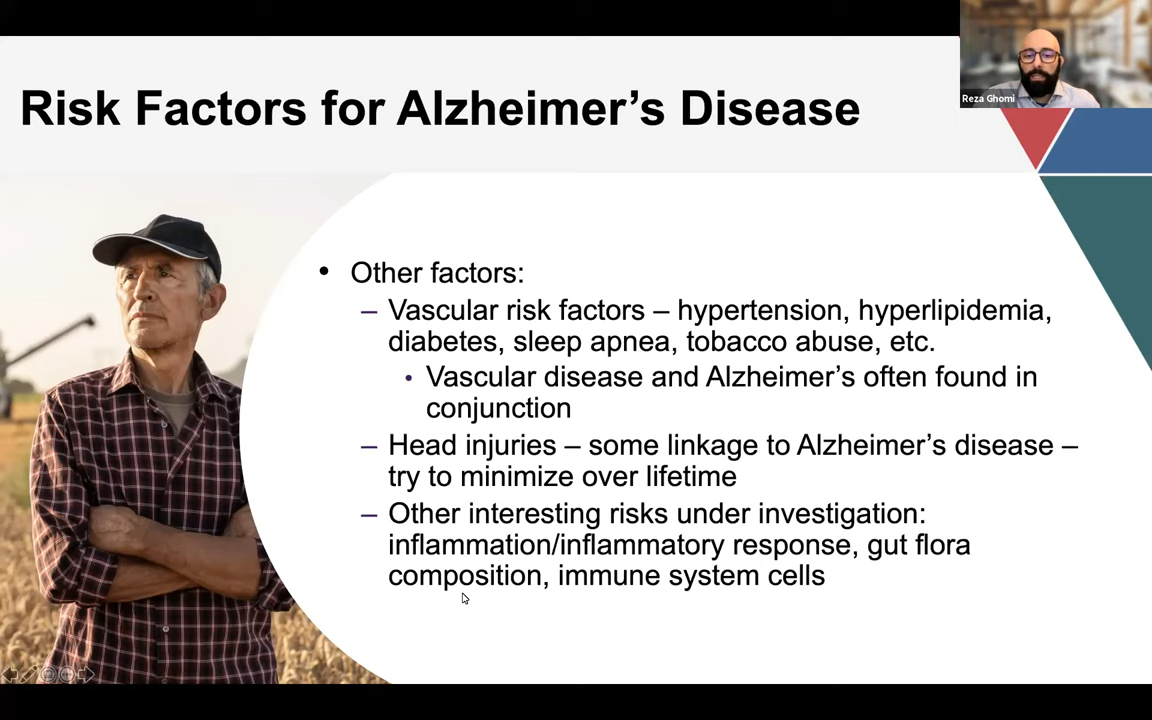 Reza Ghomi
Risk Factors for Alzheimer’s Disease
• Other factors:
– Vascular risk factors – hypertension, hyperlipidemia,
diabetes, sleep apnea, tobacco abuse, etc.
• Vascular disease and Alzheimer’s often found in
conjunction
– Head injuries – some linkage to Alzheimer’s disease –
try to minimize over lifetime
– Other interesting risks under investigation:
inflammation/inflammatory response, gut flora
composition, immune system cells